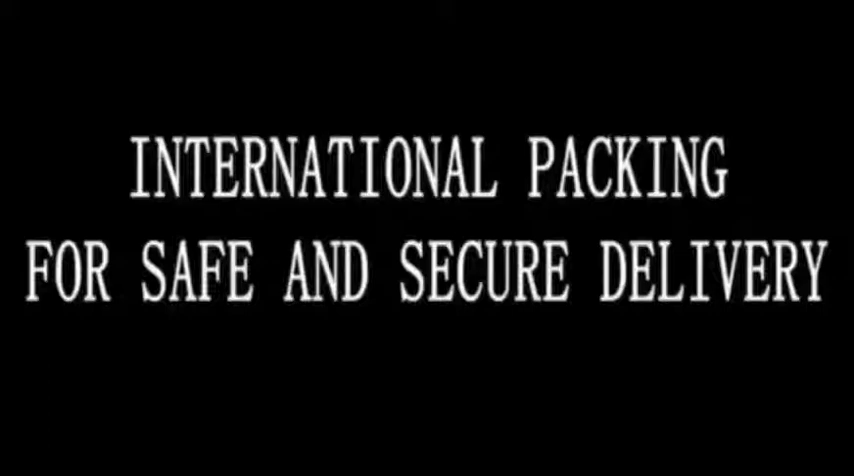 INTERNATIONAL PACKING
FOR SAFE AND SECURE DELIVERY